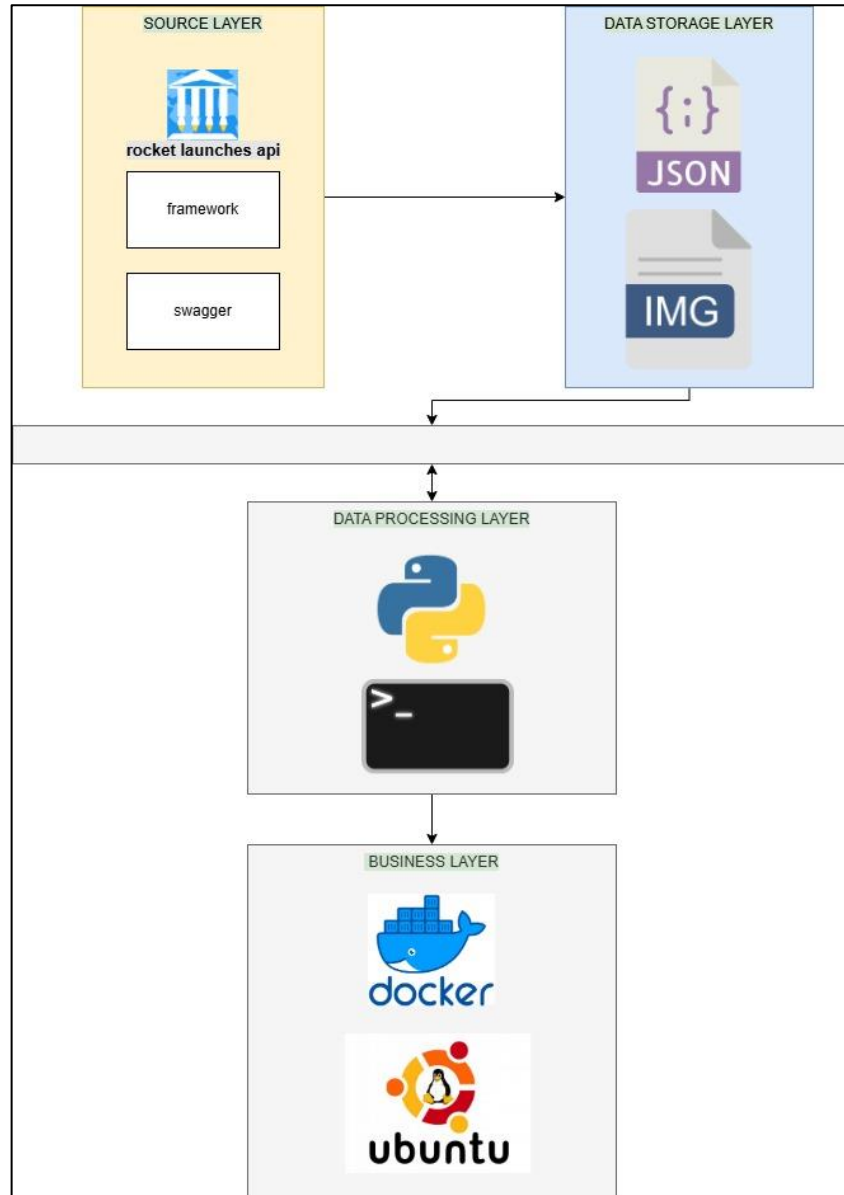 SOURCE LAYER
rocket launches api
framework
swagger
DATA STORAGE LAYER
{;}
JSON
IMG
DATA PROCESSING LAYER
>_
BUSINESS LAYER
docker
ubuntu